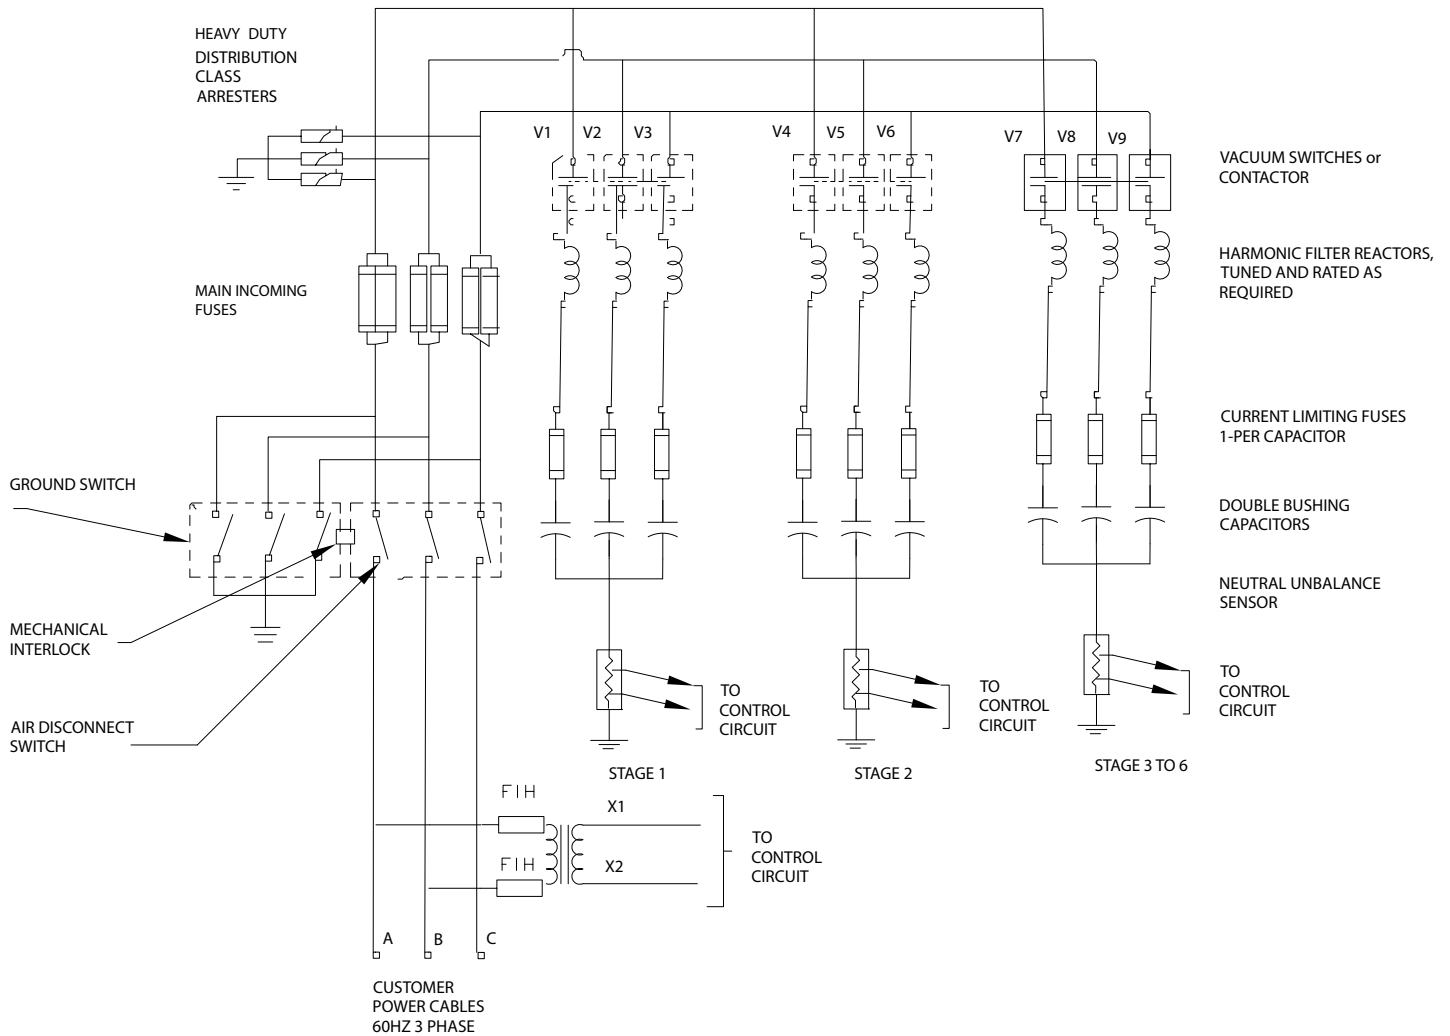 HEAVY DUTY
DISTRIBUTION
CLASS
ARRESTERS
V1
V2
V3
V4
V5
V6
V7
V8
V9
VACUUM SWITCHES or
CONTACTOR
HARMONIC FILTER REACTORS,
TUNED AND RATED AS
REQUIRED
MAIN INCOMING
FUSES
CURRENT LIMITING FUSES
1-PER CAPACITOR
GROUND SWITCH
DOUBLE BUSHING
CAPACITORS
NEUTRAL UNBALANCE
SENSOR
MECHANICAL
INTERLOCK
AIR DISCONNECT
SWITCH
TO
CONTROL
CIRCUIT
TO
CONTROL
CIRCUIT
TO
CONTROL
CIRCUIT
STAGE 1
STAGE 2
STAGE 3 TO 6
F1H
X1
F1H
X2
TO
CONTROL
CIRCUIT
A
B
C
CUSTOMER
POWER CABLES
60HZ 3 PHASE